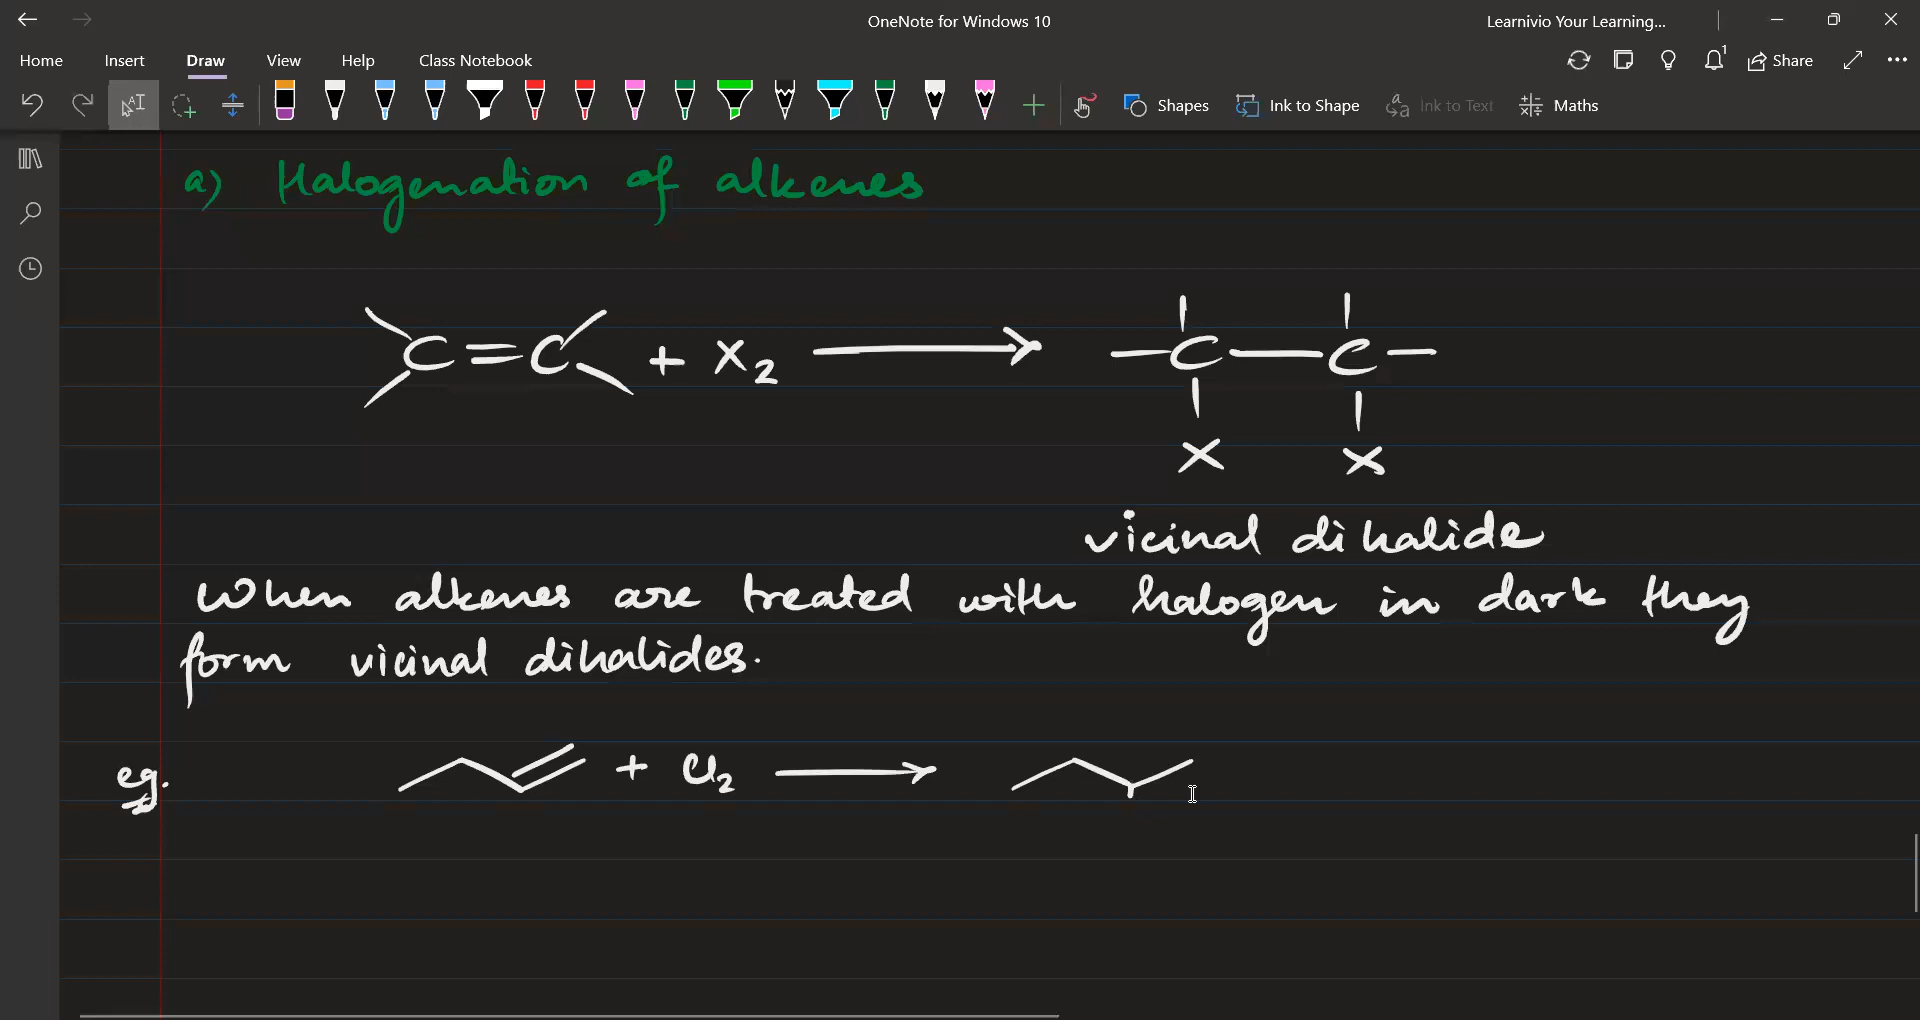 OneNote for Windows 10
Learnivio Your Learning...
Home Insert Draw View Help Class Notebook
1
Share
Shapes Ink to Shape Ink to Text Maths
a) Halogenation of alkenes
C=C + X2 → —C—C—
X X
vicinal dihalide
When alkenes are treated with halogen in dark they
form vicinal dihalides.
eg. + Cl2 →